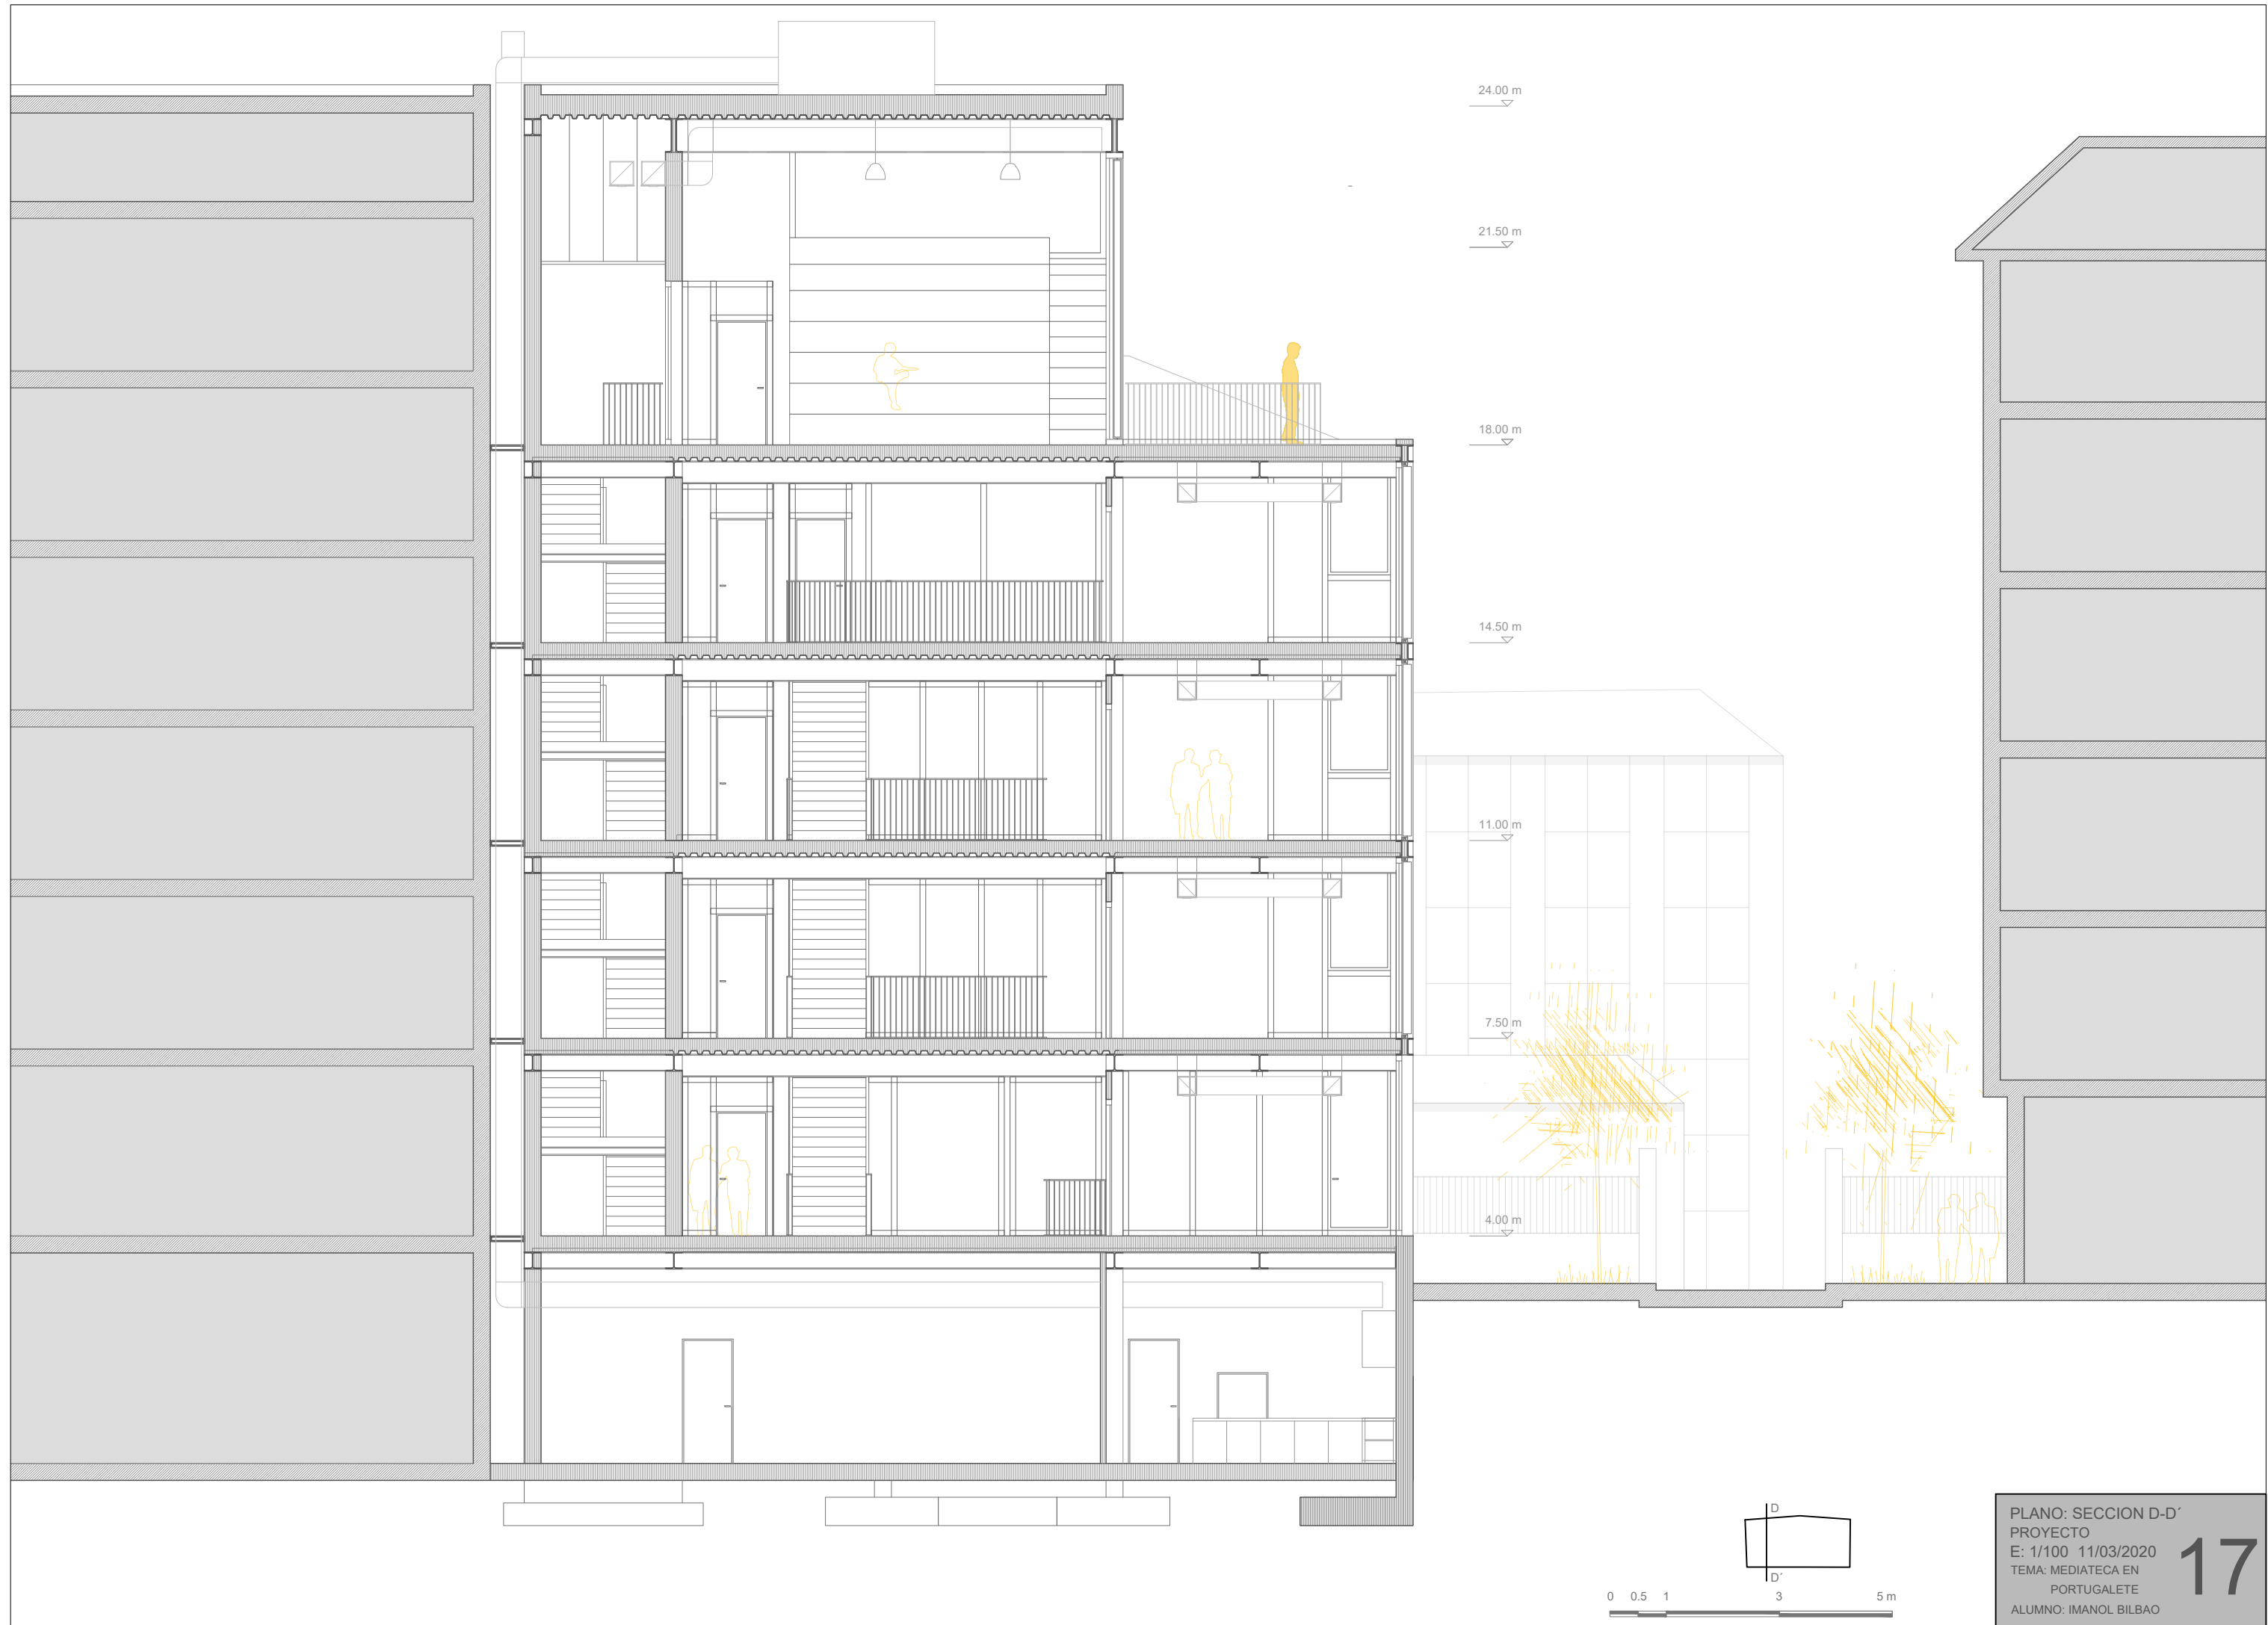 24.00 m
21.50 m
18.00 m
14.50 m
11.00 m
7.50 m
4.00 m
D
D´
0 0.5 1 3 5 m
PLANO: SECCION D-D´
PROYECTO
E: 1/100 11/03/2020
TEMA: MEDIATECA EN
PORTUGALETE
ALUMNO: IMANOL BILBAO
17